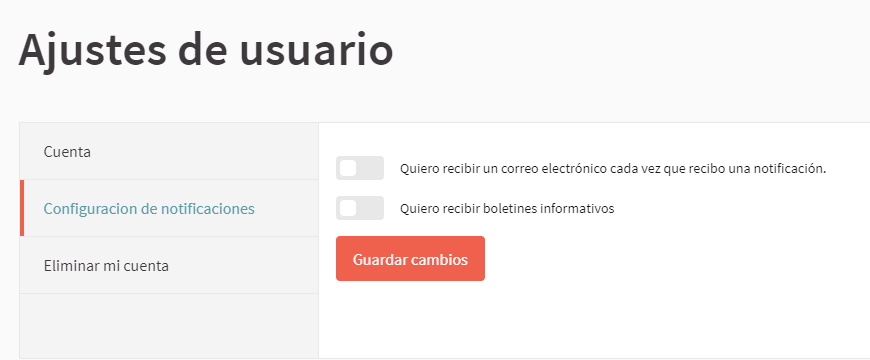 Ajustes de usuario
Cuenta
Configuracion de notificaciones
Eliminar mi cuenta
Quiero recibir un correo electrónico cada vez que recibo una notificación.
Quiero recibir boletines informativos
Guardar cambios